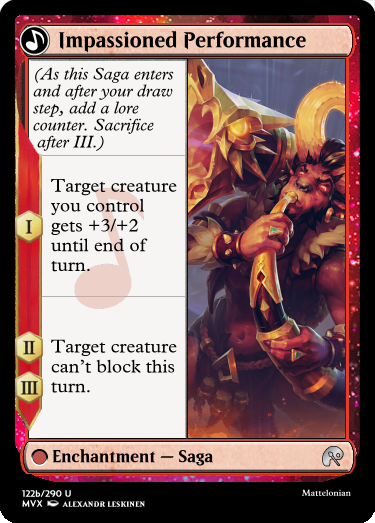 Impassioned Performance
(As this Saga enters
and after your draw
step, add a lore
counter. Sacrifice
after III.)
I
Target creature
you control
gets +3/+2
until end of
turn.
II
III
Target creature
can't block this
turn.
Enchantment — Saga
122b/290 U
MVX ALEXANDR LESKINEN
Mattelonian